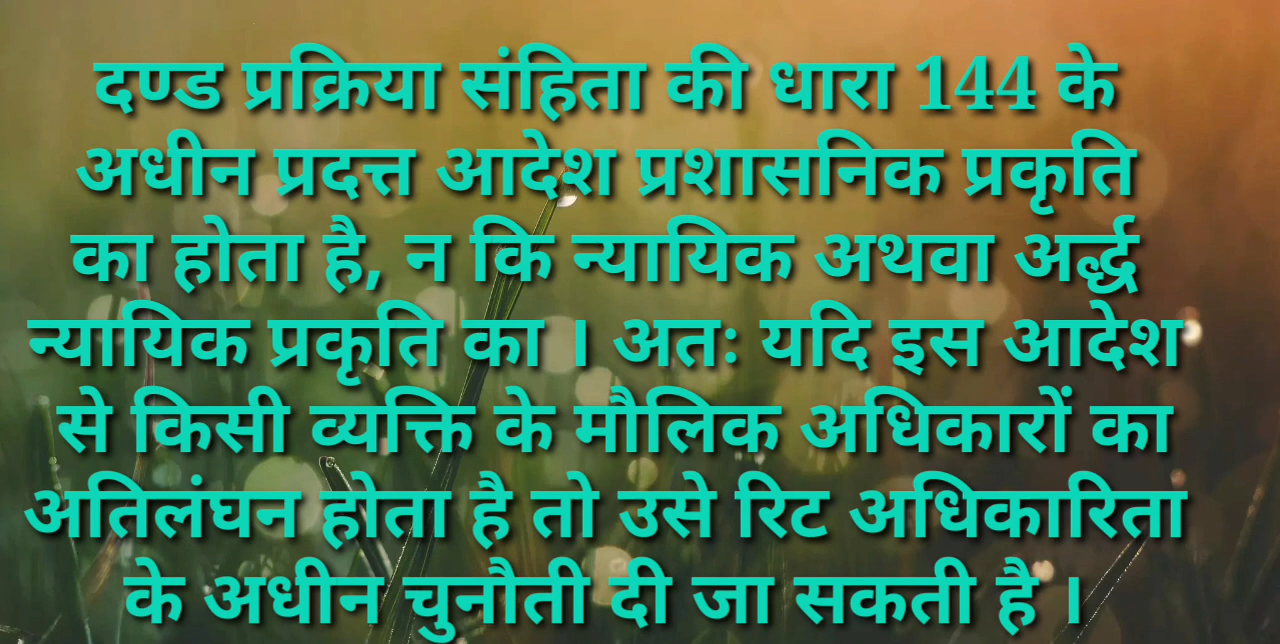 दण्ड प्रक्रिया संहिता की धारा 144 के
अधीन प्रदत्त आदेश प्रशासनिक प्रकृति
का होता है, न कि न्यायिक अथवा अर्द्ध
न्यायिक प्रकृति का । अतः यदि इस आदेश
से किसी व्यक्ति के मौलिक अधिकारों का
अतिलंघन होता है तो उसे रिट अधिकारिता
के अधीन चुनौती दी जा सकती है ।